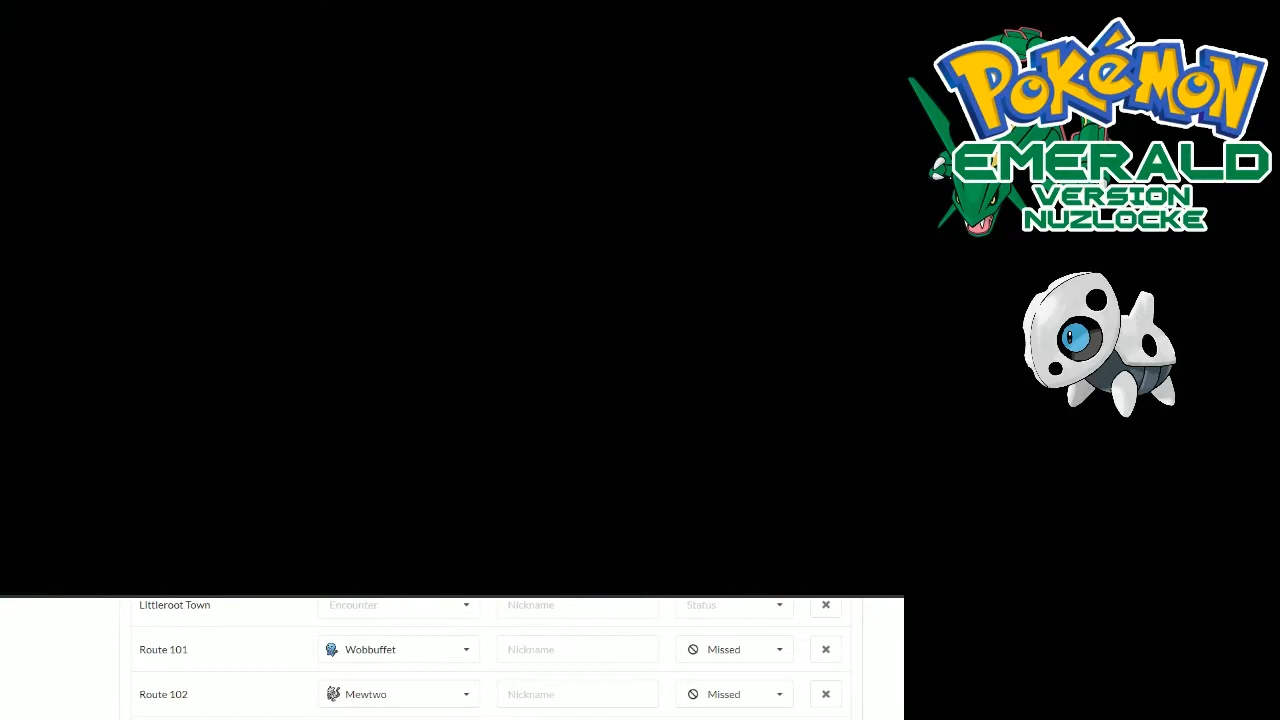 POKéMON
EMERALD
VERSION
NUZLOCKE
Littleroot Town Encounter Nickname Status
Route 101 Wobbuffet Nickname Missed
Route 102 Mewtwo Nickname Missed